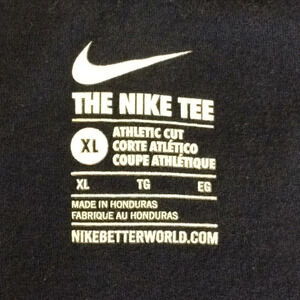 THE NIKE TEE
XL
ATHLETIC CUT
CORTE ATLÉTICO
COUPE ATHLÉTIQUE
XL TG EG
MADE IN HONDURAS
FABRIQUE AU HONDURAS
NIKEBETTERWORLD.COM